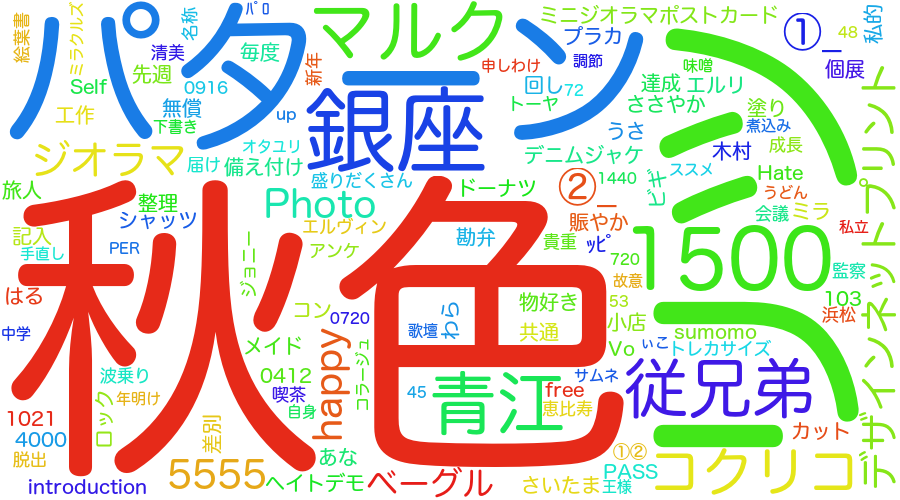 パタン
ミニ
秋色
マルク
銀座
1500
従兄弟
青江
コクリコ
5555
ベーグル
ジオラマ
Photo
happy
デザインネットプリント
ミニジオラマポストカード
①_
②_
プラカ
個展
私的
48
名称
ﾊﾟﾛ
絵葉書
ミラクルズ
清美
毎度
新年
申しわけ
調節
味噌
Self
先週
0916
回し
72
達成
エルリ
工作
無償
up
トーヤ
ささやか
塗り
下書き
オタユリ
うさ
煮込み
届け
備え付け
デニムジャケ
木村
成長
盛りだくさん
1440
ビギ
ススメ
Hate
うどん
旅人
整理
ドーナツ
シャッツ
賑やか
会議
ミラ
記入
手直し
PER
エルヴィン
アンケ
勘弁
貴重
ｯﾋﾟ
720
私立
故意
監察
はる
ジョニー
コン
0720
物好き
53
103
浜松
中学
歌壇
わら
共通
小店
sumomo
メイド
コラージュ
Vo
いこ
トレカサイズ
波乗り
0412
喫茶
サムネ
年明け
自身
45
free
恵比寿
1021
ロック
4000
差別
カット
脱出
あな
①②
introduction
ヘイトデモ
さいたま
PASS
王様